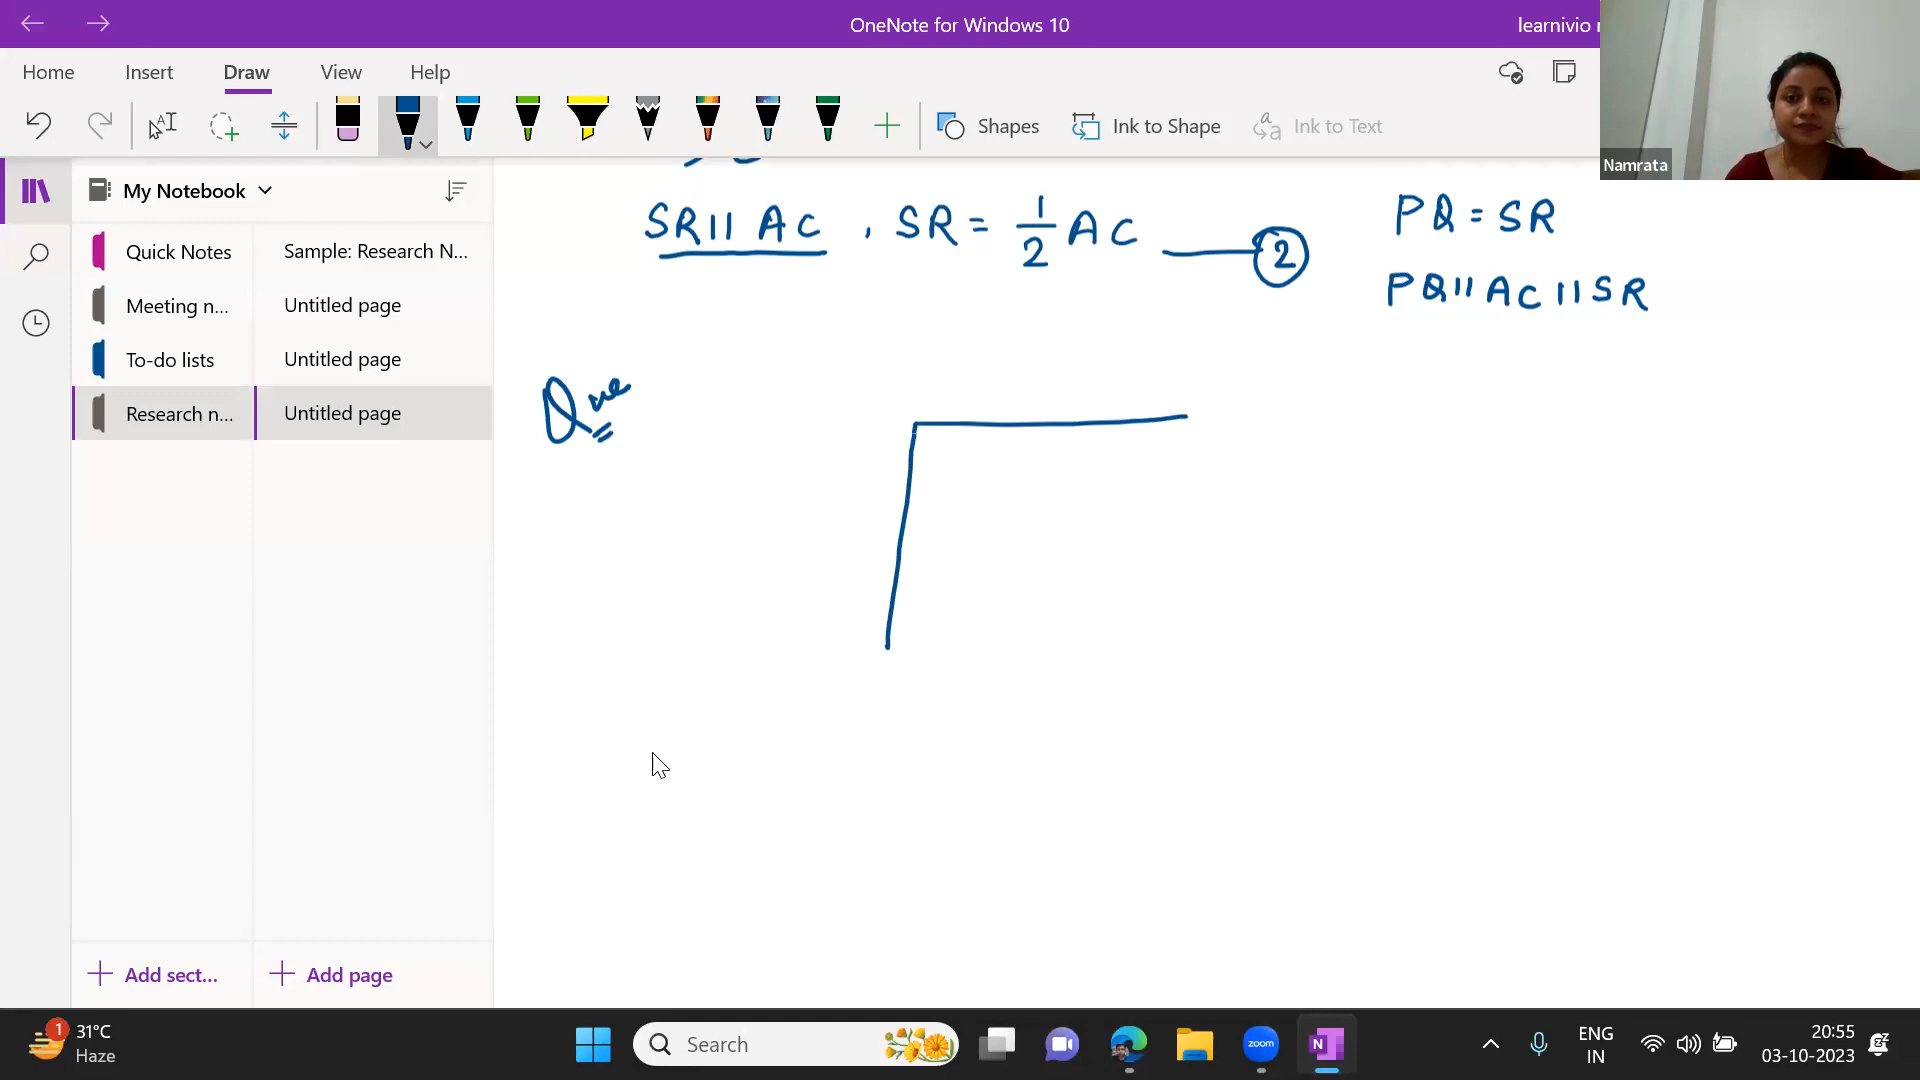 OneNote for Windows 10
learnivio
Home Insert Draw View Help
Shapes Ink to Shape Ink to Text
Namrata
My Notebook
Quick Notes
Meeting n...
To-do lists
Research n...
Sample: Research N...
Untitled page
Untitled page
Untitled page
SR || AC , SR = 1/2 AC ——②
PQ = SR
PQ || AC || SR
Que
Add sect...
Add page
1
31°C
Haze
Search
zoom
N
ENG
IN
20:55
03-10-2023